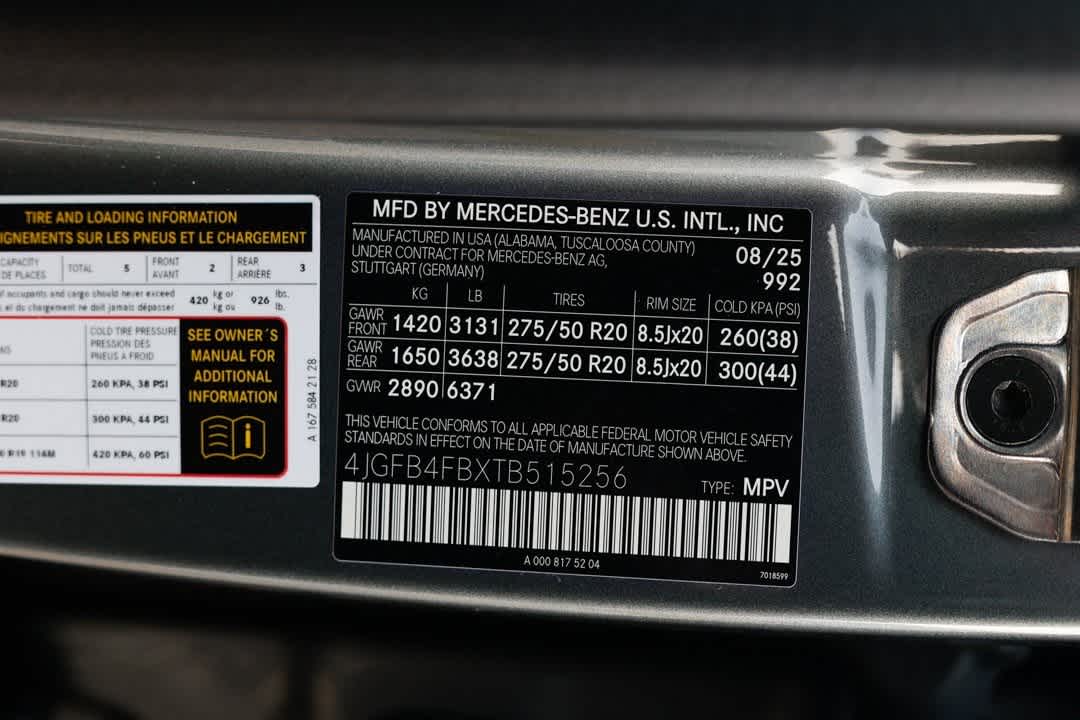 TIRE AND LOADING INFORMATION
IGNEMENTS SUR LES PNEUS ET LE CHARGEMENT
CAPACITY
DE PLACES
TOTAL 5
FRONT
AVANT
2
REAR
ARRIÈRE
3
of occupants and cargo should never exceed
s et du chargement ne doit jamais dépasser
420 kg or
kg ou
926 lbs.
lb.
COLD TIRE PRESSURE
PRESSION DES
PNEUS A FROID
R20 260 KPA, 38 PSI
R20 300 KPA, 44 PSI
420 KPA, 60 PSI
SEE OWNER´S
MANUAL FOR
ADDITIONAL
INFORMATION
A 167 584 21 28
MFD BY MERCEDES-BENZ U.S. INTL., INC
MANUFACTURED IN USA (ALABAMA, TUSCALOOSA COUNTY)
UNDER CONTRACT FOR MERCEDES-BENZ AG,
STUTTGART (GERMANY)
08/25
992
KG LB TIRES RIM SIZE COLD KPA(PSI)
GAWR
FRONT
1420 3131 275/50 R20 8.5Jx20 260(38)
GAWR
REAR
1650 3638 275/50 R20 8.5Jx20 300(44)
GVWR 2890 6371
THIS VEHICLE CONFORMS TO ALL APPLICABLE FEDERAL MOTOR VEHICLE SAFETY
STANDARDS IN EFFECT ON THE DATE OF MANUFACTURE SHOWN ABOVE.
4JGFB4FBXTB515256
TYPE: MPV
A 000 817 52 04
7018599